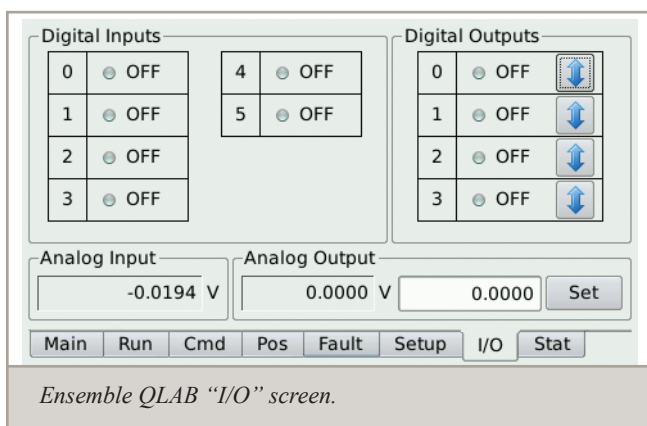 Digital Inputs
0 OFF
1 OFF
2 OFF
3 OFF
4 OFF
5 OFF
Digital Outputs
0 OFF
1 OFF
2 OFF
3 OFF
Analog Input
-0.0194 V
Analog Output
0.0000 V 0.0000 Set
Main Run Cmd Pos Fault Setup I/O Stat
Ensemble QLAB “I/O” screen.